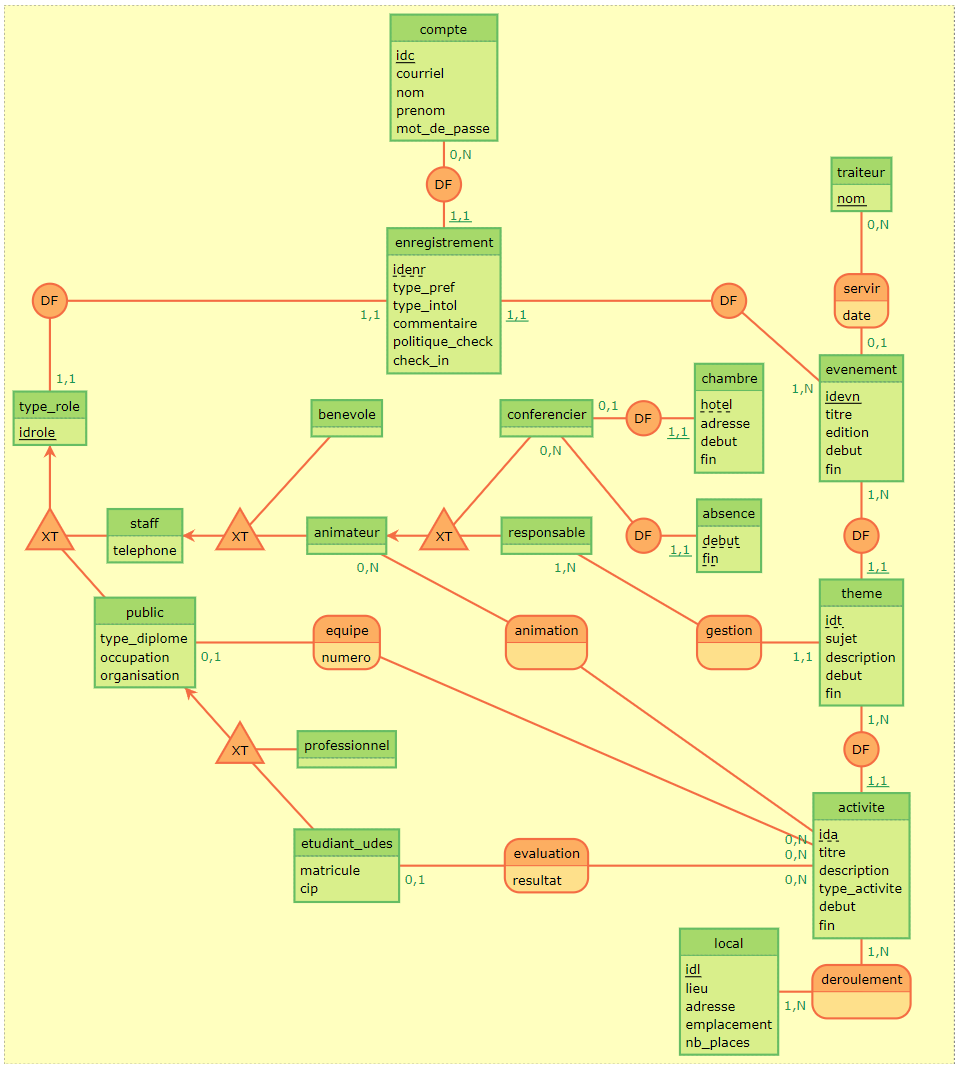 compte
idc
courriel
nom
prenom
mot_de_passe
0,N
DF
1,1
traiteur
nom
0,N
enregistrement
idenr
type_pref
type_intol
commentaire
politique_check
check_in
DF
1,1
1,1
DF
servir
date
0,1
1,1
type_role
idrole
benevole
conferencier
0,1
0,N
DF
1,1
chambre
hotel
adresse
debut
fin
1,N
evenement
idevn
titre
edition
debut
fin
1,N
XT
staff
telephone
XT
animateur
0,N
XT
responsable
1,N
DF
1,1
absence
debut
fin
DF
1,1
public
type_diplome
occupation
organisation
0,1
equipe
numero
animation
gestion
1,1
theme
idt
sujet
description
debut
fin
1,N
XT
professionnel
DF
1,1
etudiant_udes
matricule
cip
0,1
evaluation
resultat
0,N
0,N
0,N
activite
ida
titre
description
type_activite
debut
fin
1,N
local
idl
lieu
adresse
emplacement
nb_places
1,N
deroulement